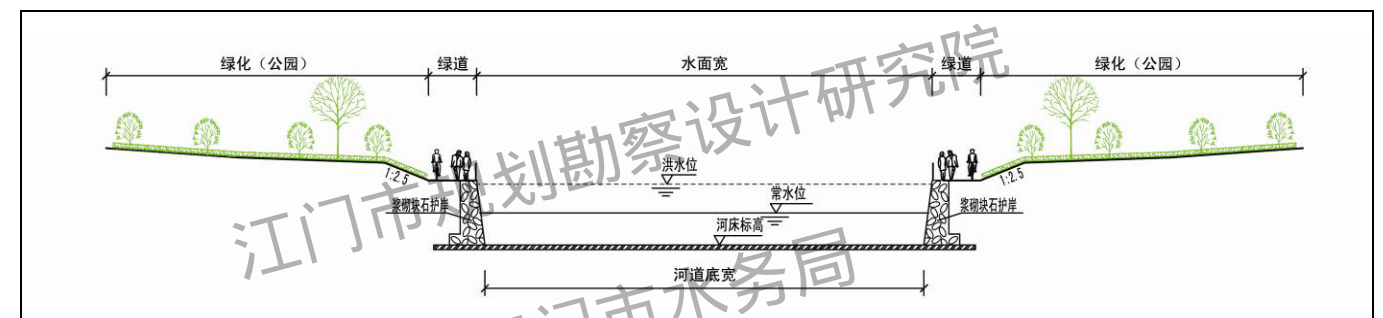 绿化（公园） 绿道 水面宽 绿道 绿化（公园）
江门市规划勘察设计研究院
1:2.5 1:2.5
洪水位
常水位
浆砌块石护岸 浆砌块石护岸
河床标高
河道底宽
门市水务局